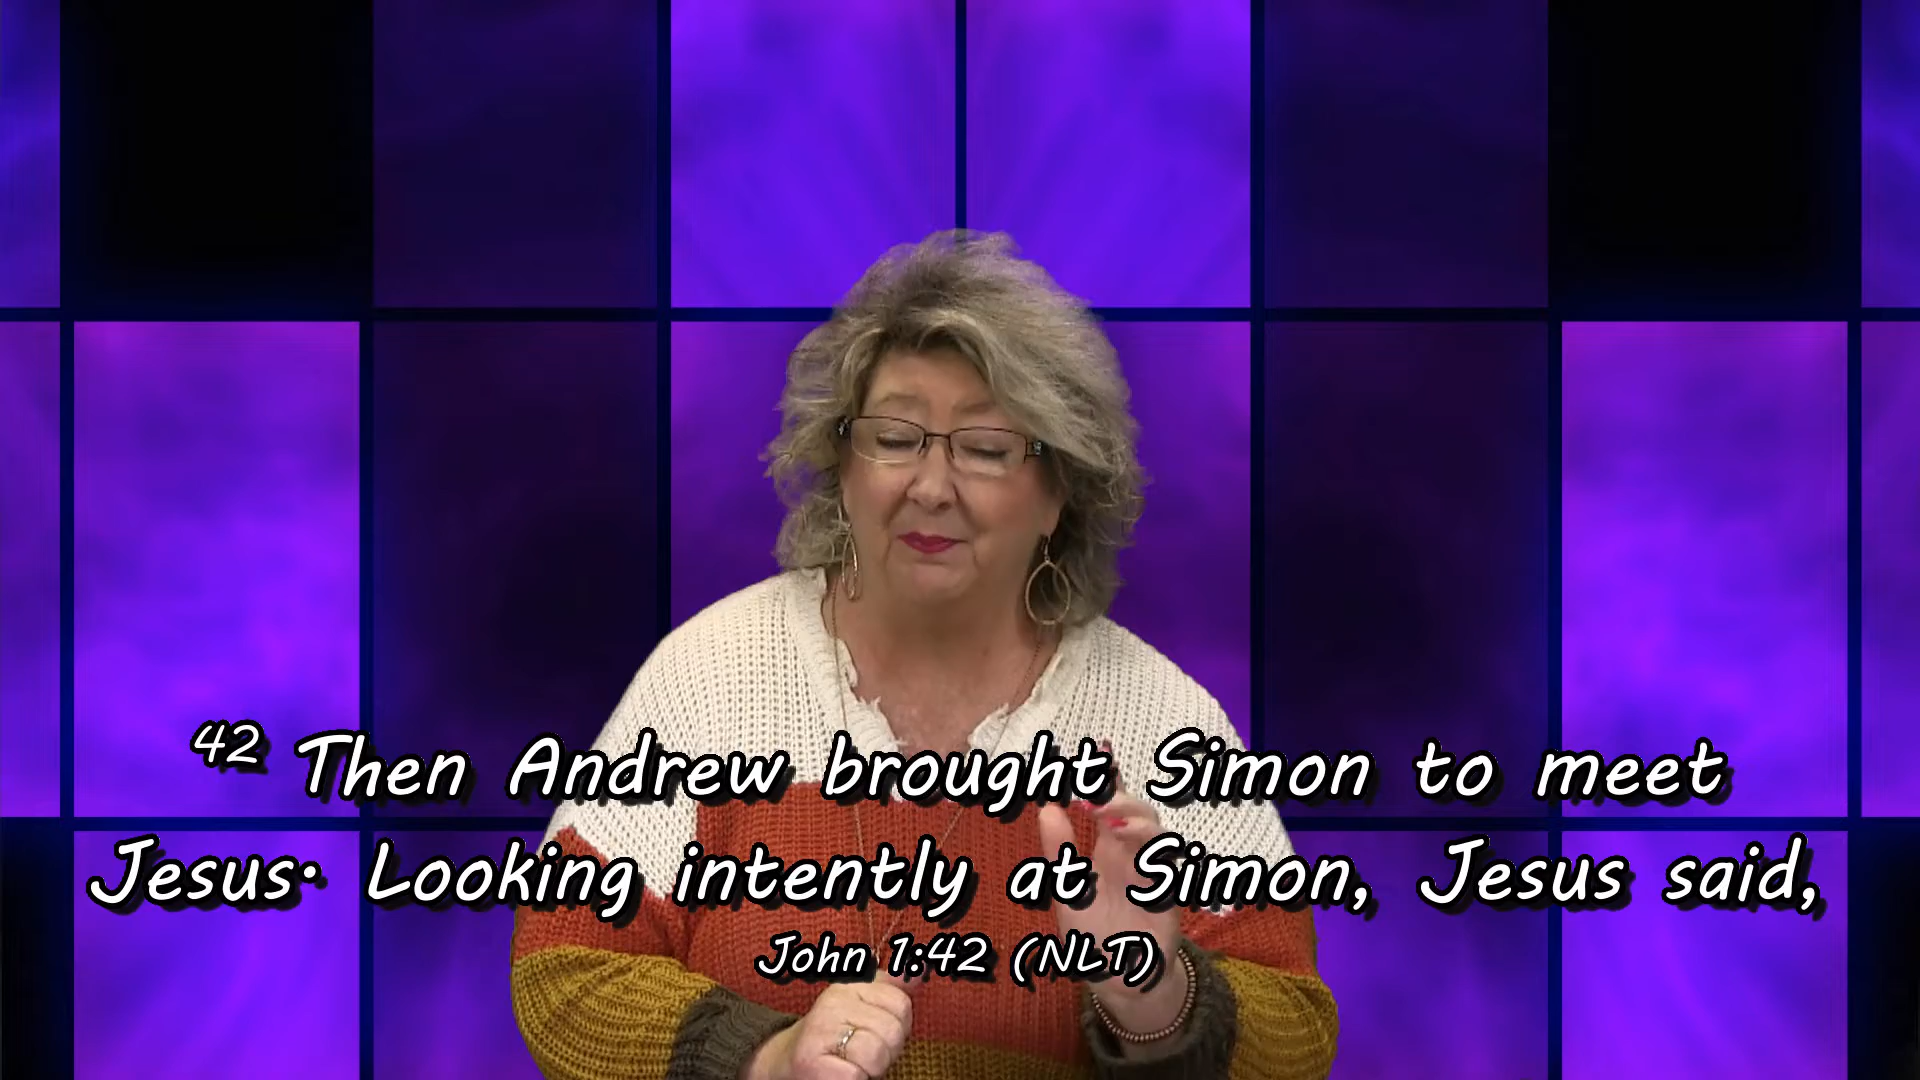 42 Then Andrew brought Simon to meet
Jesus. Looking intently at Simon, Jesus said,
John 1:42 (NLT)